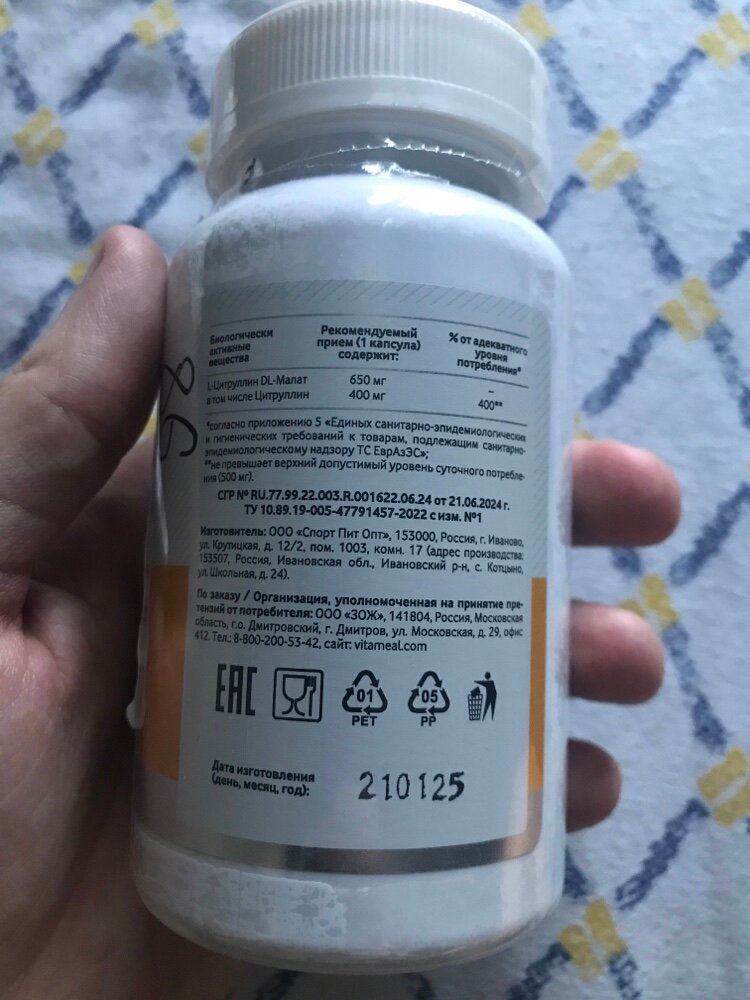 Биологически активные вещества
Рекомендуемый прием (1 капсула) содержит:
% от адекватного уровня потребления*
L-Цитруллин DL-Малат 650 мг –
в том числе Цитруллин 400 мг 400**
*согласно приложению 5 «Единых санитарно-эпидемиологических
и гигиенических требований к товарам, подлежащим санитарно-
эпидемиологическому надзору ТС ЕврАзЭС»;
**не превышает верхний допустимый уровень суточного потребле-
ния (500 мг).
СГР № RU.77.99.22.003.R.001622.06.24 от 21.06.2024 г.
ТУ 10.89.19-005-47791457-2022 с изм. №1
Изготовитель: ООО «Спорт Пит Опт», 153000, Россия, г. Иваново,
ул. Крутицкая, д. 12/2, пом. 1003, комн. 17 (адрес производства:
153507, Россия, Ивановская обл., Ивановский р-н, с. Котцыно,
ул. Школьная, д. 24).
По заказу / Организация, уполномоченная на принятие пре-
тензий от потребителя: ООО «ЗОЖ», 141804, Россия, Московская
область, г.о. Дмитровский, г. Дмитров, ул. Московская, д. 29, офис
412. Тел.: 8-800-200-53-42, сайт: vitameal.com
EAC 01 05
PET PP
Дата изготовления
(день, месяц, год): 210125